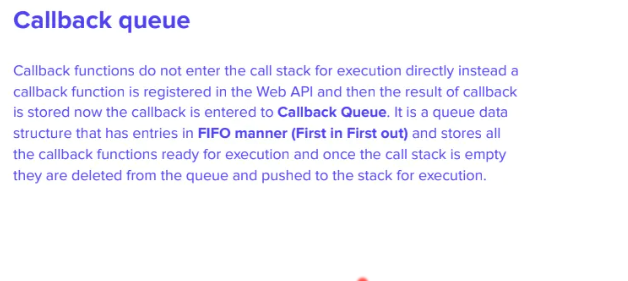 Callback queue
Callback functions do not enter the call stack for execution directly instead a
callback function is registered in the Web API and then the result of callback
is stored now the callback is entered to Callback Queue. It is a queue data
structure that has entries in FIFO manner (First in First out) and stores all
the callback functions ready for execution and once the call stack is empty
they are deleted from the queue and pushed to the stack for execution.